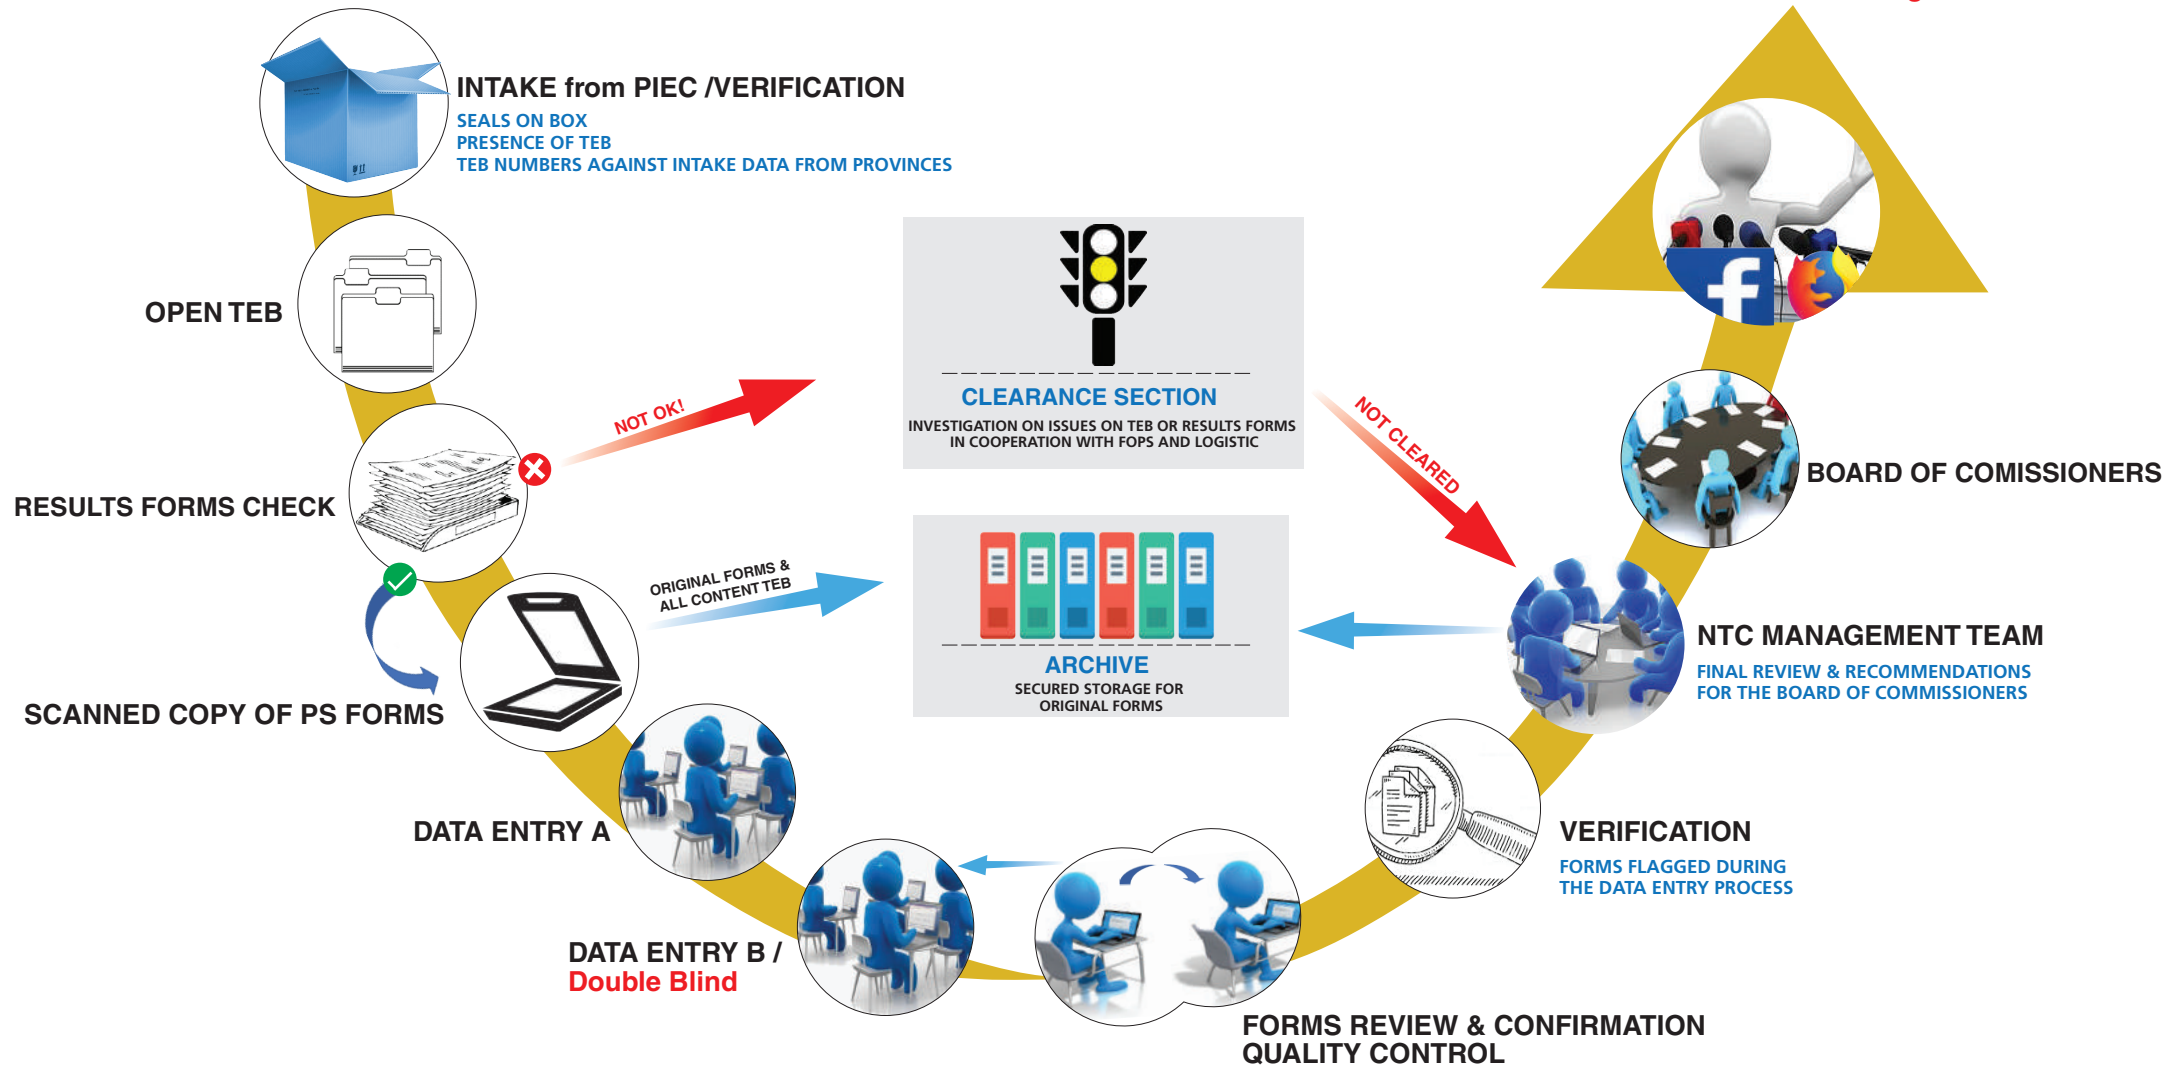 INTAKE from PIEC /VERIFICATION
SEALS ON BOX
PRESENCE OF TEB
TEB NUMBERS AGAINST INTAKE DATA FROM PROVINCES
OPEN TEB
RESULTS FORMS CHECK
NOT OK!
CLEARANCE SECTION
INVESTIGATION ON ISSUES ON TEB OR RESULTS FORMS
IN COOPERATION WITH FOPS AND LOGISTIC
NOT CLEARED
SCANNED COPY OF PS FORMS
ORIGINAL FORMS &
ALL CONTENT TEB
ARCHIVE
SECURED STORAGE FOR
ORIGINAL FORMS
DATA ENTRY A
DATA ENTRY B /
Double Blind
FORMS REVIEW & CONFIRMATION
QUALITY CONTROL
VERIFICATION
FORMS FLAGGED DURING
THE DATA ENTRY PROCESS
NTC MANAGEMENT TEAM
FINAL REVIEW & RECOMMENDATIONS
FOR THE BOARD OF COMMISSIONERS
BOARD OF COMISSIONERS